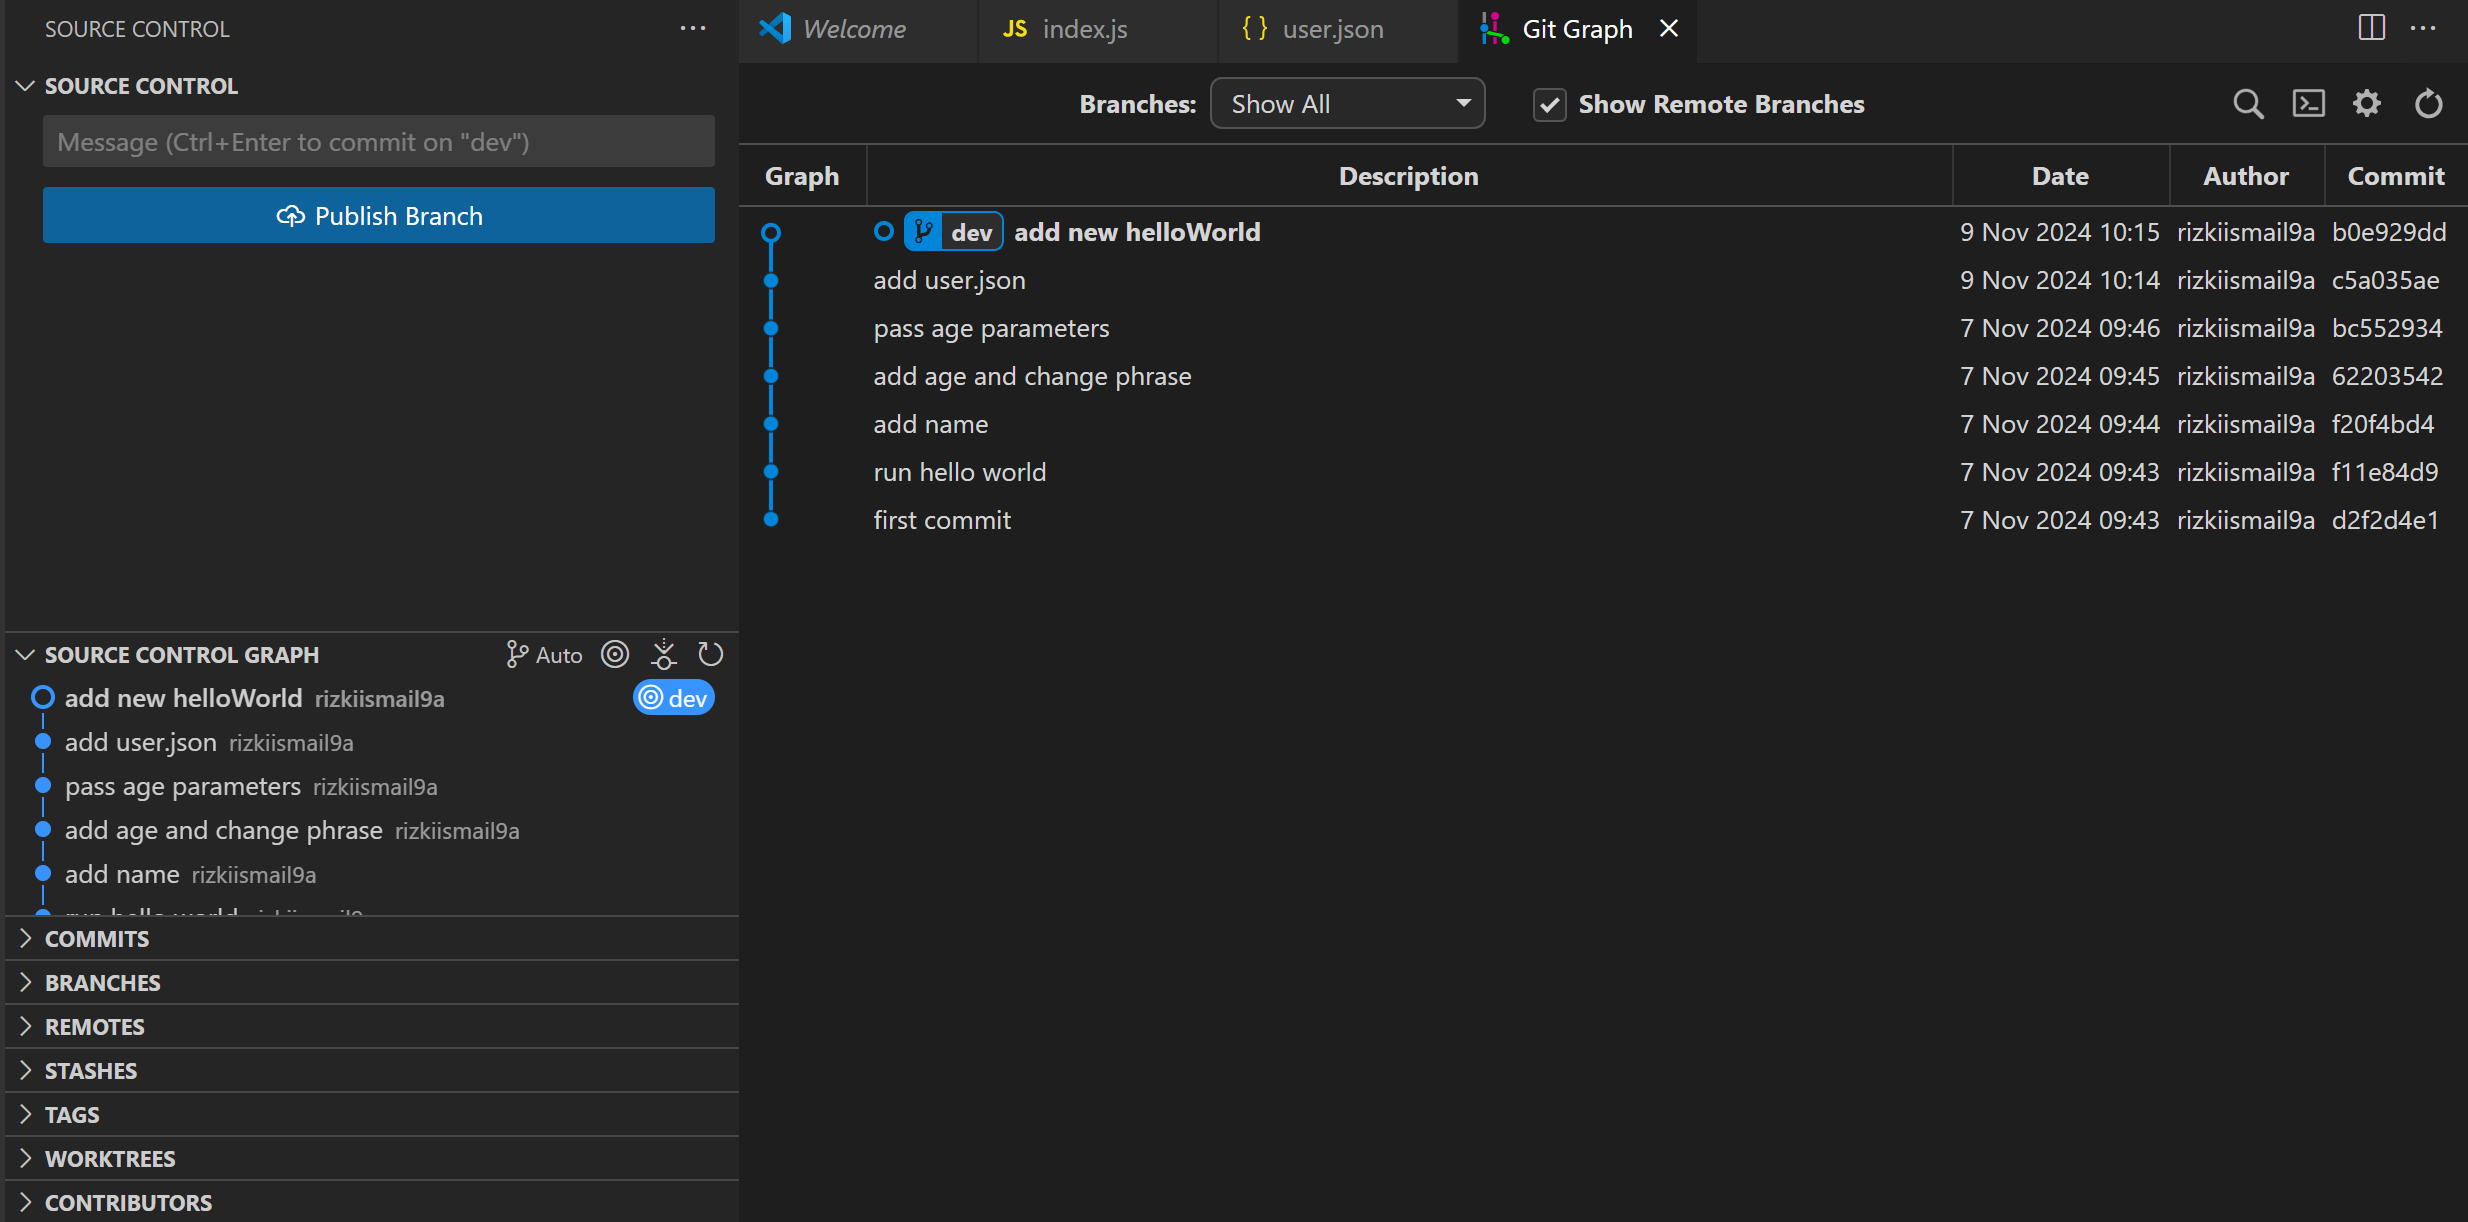 SOURCE CONTROL
SOURCE CONTROL
Message (Ctrl+Enter to commit on "dev")
Publish Branch
SOURCE CONTROL GRAPH Auto
add new helloWorld rizkiismail9a dev
add user.json rizkiismail9a
pass age parameters rizkiismail9a
add age and change phrase rizkiismail9a
add name rizkiismail9a
run hello world rizkiismail9a
COMMITS
BRANCHES
REMOTES
STASHES
TAGS
WORKTREES
CONTRIBUTORS
Welcome JS index.js {} user.json Git Graph
Branches: Show All Show Remote Branches
Graph Description Date Author Commit
dev add new helloWorld 9 Nov 2024 10:15 rizkiismail9a b0e929dd
add user.json 9 Nov 2024 10:14 rizkiismail9a c5a035ae
pass age parameters 7 Nov 2024 09:46 rizkiismail9a bc552934
add age and change phrase 7 Nov 2024 09:45 rizkiismail9a 62203542
add name 7 Nov 2024 09:44 rizkiismail9a f20f4bd4
run hello world 7 Nov 2024 09:43 rizkiismail9a f11e84d9
first commit 7 Nov 2024 09:43 rizkiismail9a d2f2d4e1